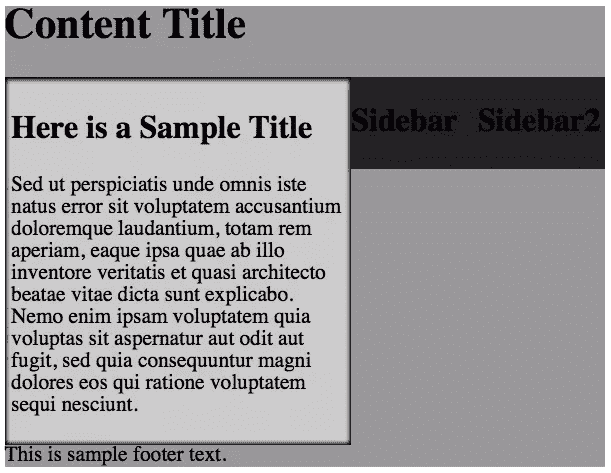 Content Title
Here is a Sample Title
Sidebar Sidebar2
Sed ut perspiciatis unde omnis iste
natus error sit voluptatem accusantium
doloremque laudantium, totam rem
aperiam, eaque ipsa quae ab illo
inventore veritatis et quasi architecto
beatae vitae dicta sunt explicabo.
Nemo enim ipsam voluptatem quia
voluptas sit aspernatur aut odit aut
fugit, sed quia consequuntur magni
dolores eos qui ratione voluptatem
sequi nesciunt.
This is sample footer text.